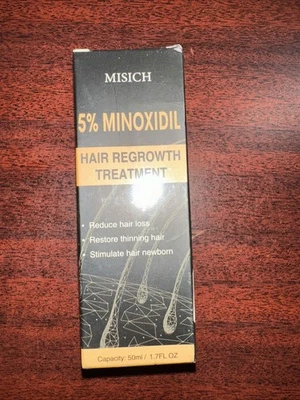 MISICH
5% MINOXIDIL
HAIR REGROWTH
TREATMENT
• Reduce hair loss
• Restore thinning hair
• Stimulate hair newborn
Capacity: 50ml / 1.7FL OZ